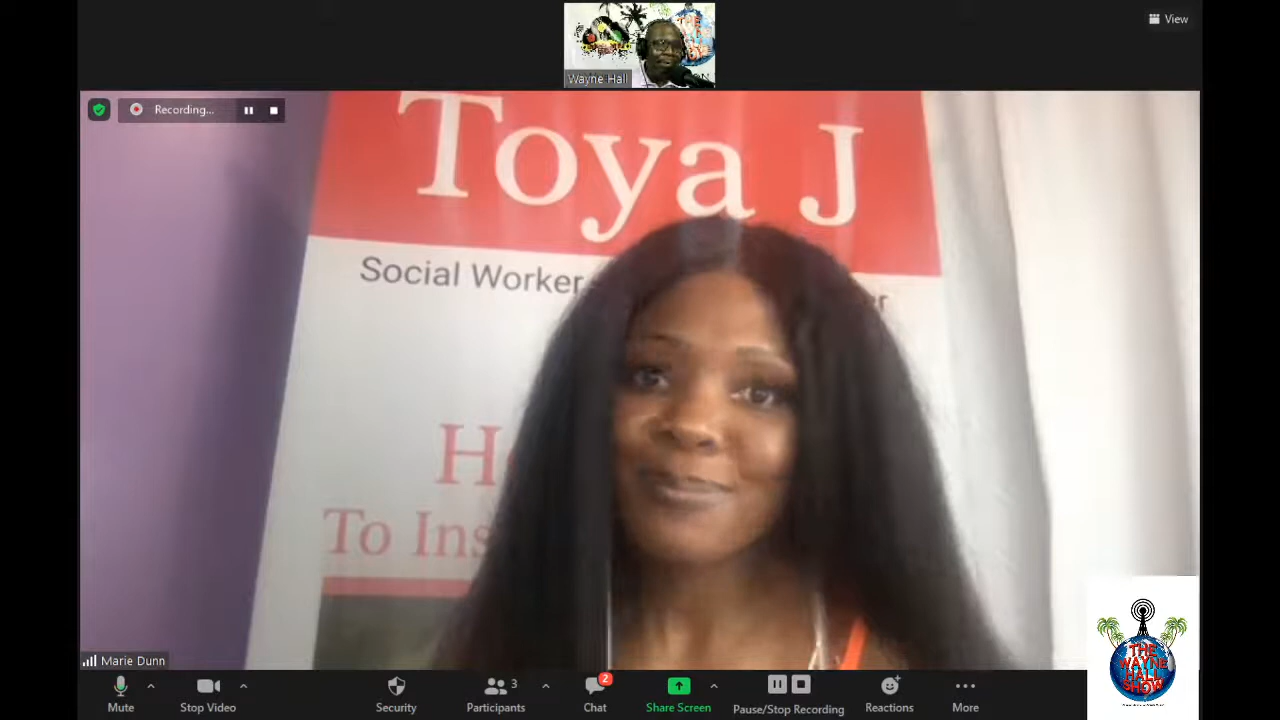 View
Wayne Hall
Recording...
Toya J
Social Worker
er
H
To Ins
Marie Dunn
Mute
Stop Video
Security
3
Participants
2
Chat
Share Screen
Pause/Stop Recording
Reactions
More
THE
WAYNE
HALL
SHOW